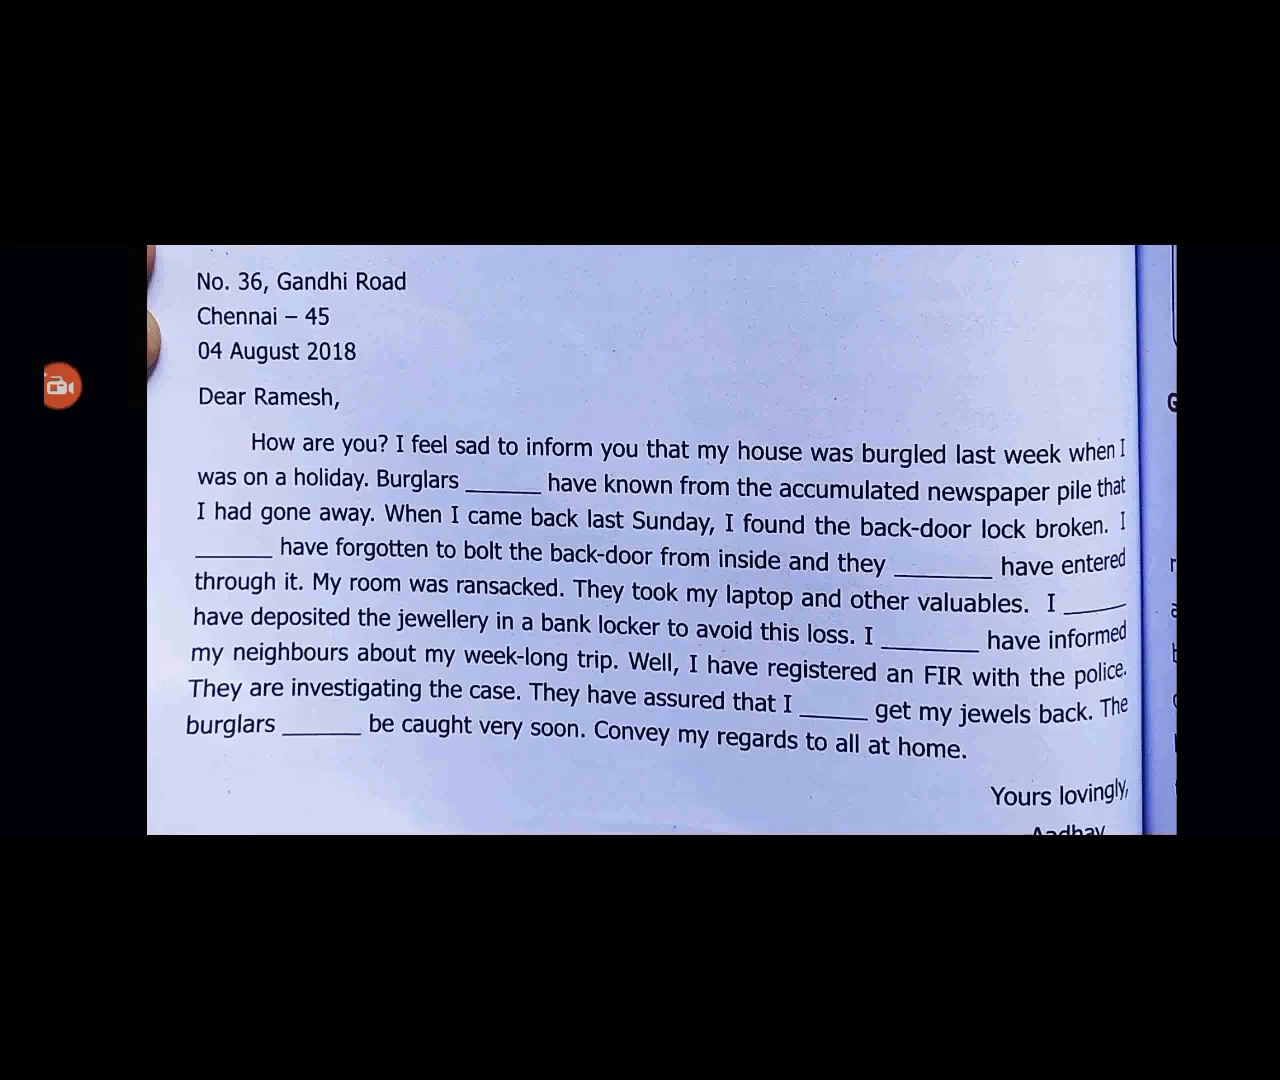 No. 36, Gandhi Road
Chennai – 45
04 August 2018
Dear Ramesh,
How are you? I feel sad to inform you that my house was burgled last week when I
was on a holiday. Burglars ______ have known from the accumulated newspaper pile that
I had gone away. When I came back last Sunday, I found the back-door lock broken. I
______ have forgotten to bolt the back-door from inside and they ________ have entered
through it. My room was ransacked. They took my laptop and other valuables. I _____
have deposited the jewellery in a bank locker to avoid this loss. I ________ have informed
my neighbours about my week-long trip. Well, I have registered an FIR with the police.
They are investigating the case. They have assured that I _____ get my jewels back. The
burglars ______ be caught very soon. Convey my regards to all at home.
Yours lovingly,
Aadhav